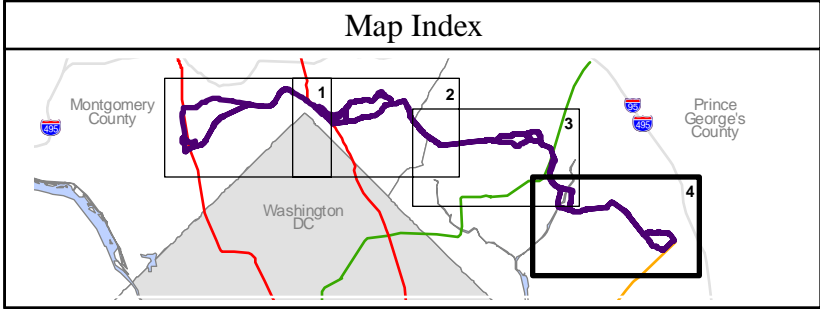 Map Index
Montgomery
County
495
1
2
3
4
95
495
Prince
George's
County
Washington
DC